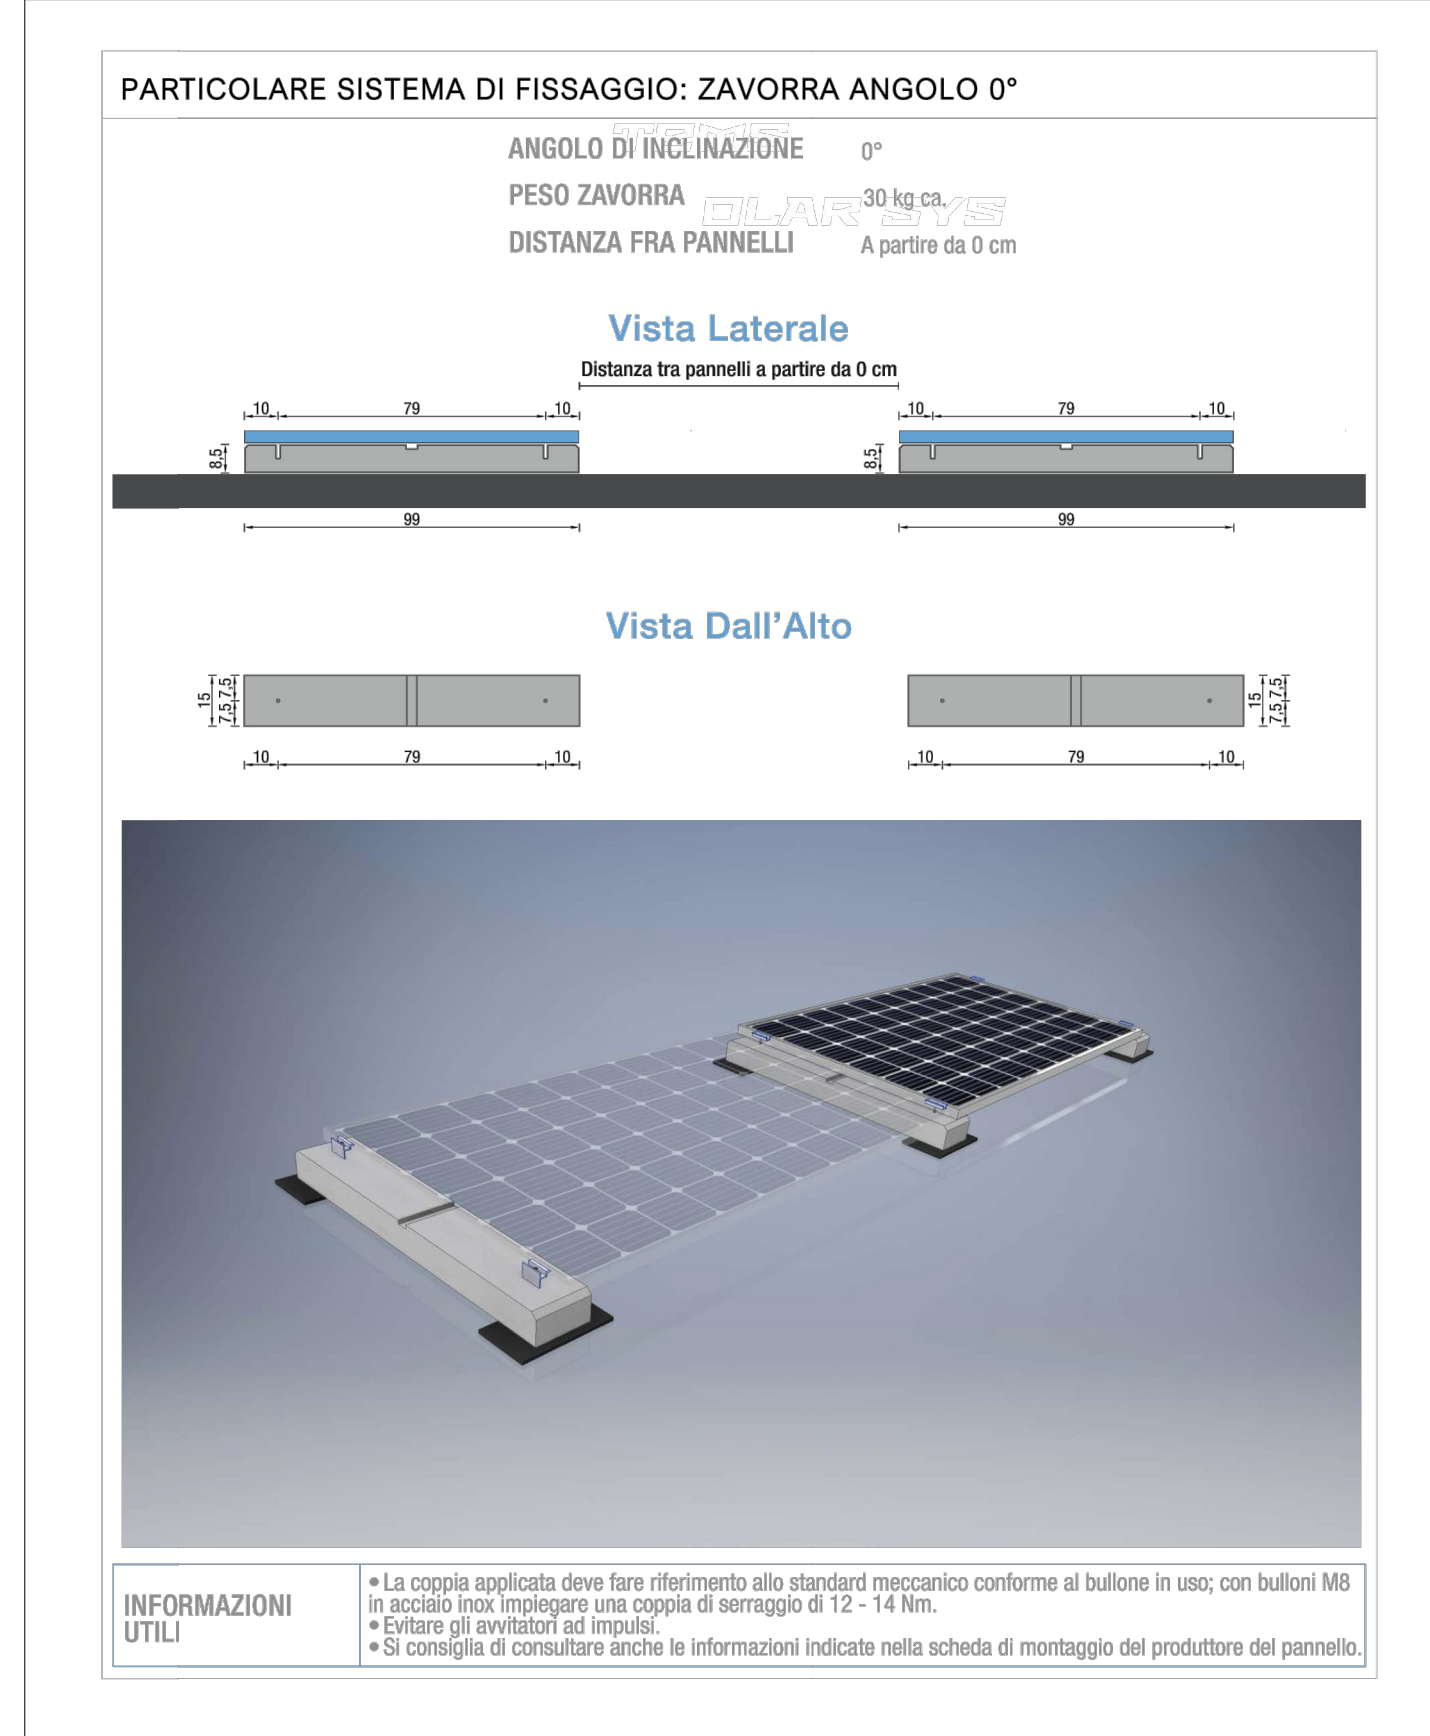 PARTICOLARE SISTEMA DI FISSAGGIO: ZAVORRA ANGOLO 0°
ANGOLO DI INCLINAZIONE 0°
PESO ZAVORRA 30 kg ca.
OLAR SYS
DISTANZA FRA PANNELLI A partire da 0 cm
Vista Laterale
Distanza tra pannelli a partire da 0 cm
10 79 10 10 79 10
8,5 8,5
99 99
Vista Dall'Alto
15 7,5 7,5 15 7,5 7,5
10 79 10 10 79 10
INFORMAZIONI
UTILI
• La coppia applicata deve fare riferimento allo standard meccanico conforme al bullone in uso; con bulloni M8
in acciaio inox impiegare una coppia di serraggio di 12 - 14 Nm.
• Evitare gli avvitatori ad impulsi.
• Si consiglia di consultare anche le informazioni indicate nella scheda di montaggio del produttore del pannello.